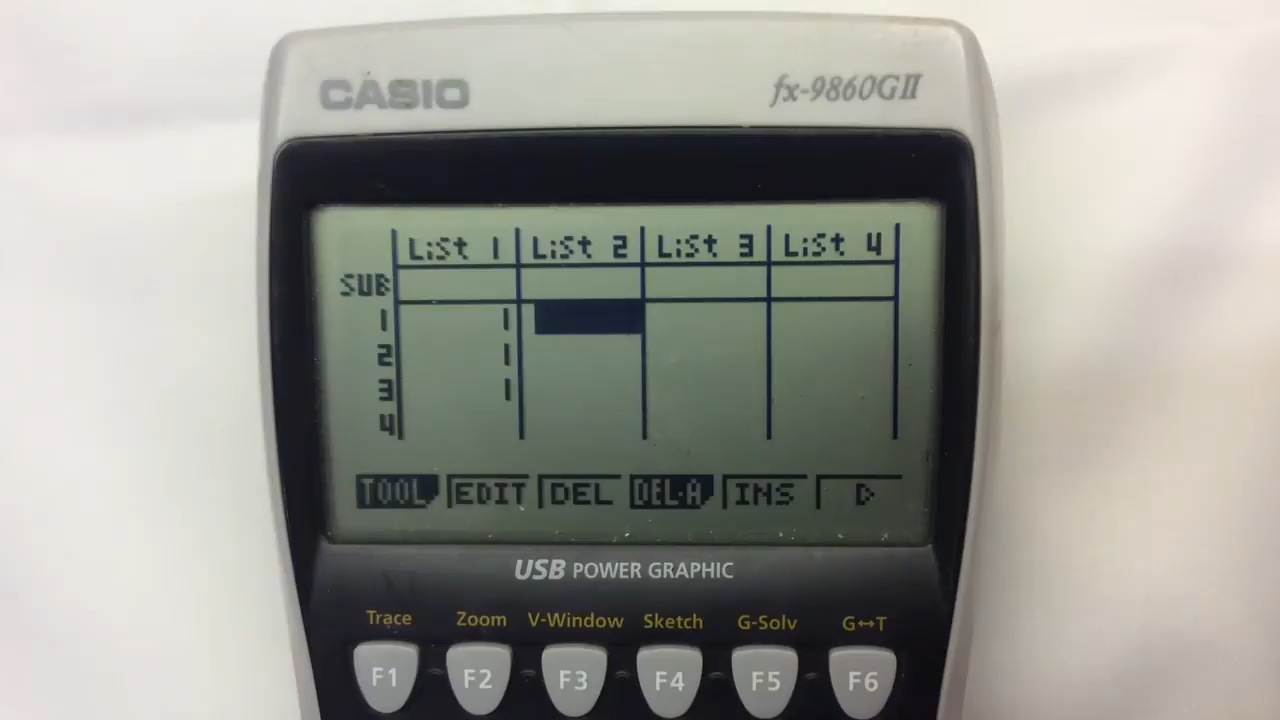 CASIO fx-9860GII
List 1 List 2 List 3 List 4
SUB
1 1
2 1
3 1
4
TOOL EDIT DEL DEL·A INS ▷
USB POWER GRAPHIC
Trace Zoom V-Window Sketch G-Solv G↔T
F1 F2 F3 F4 F5 F6